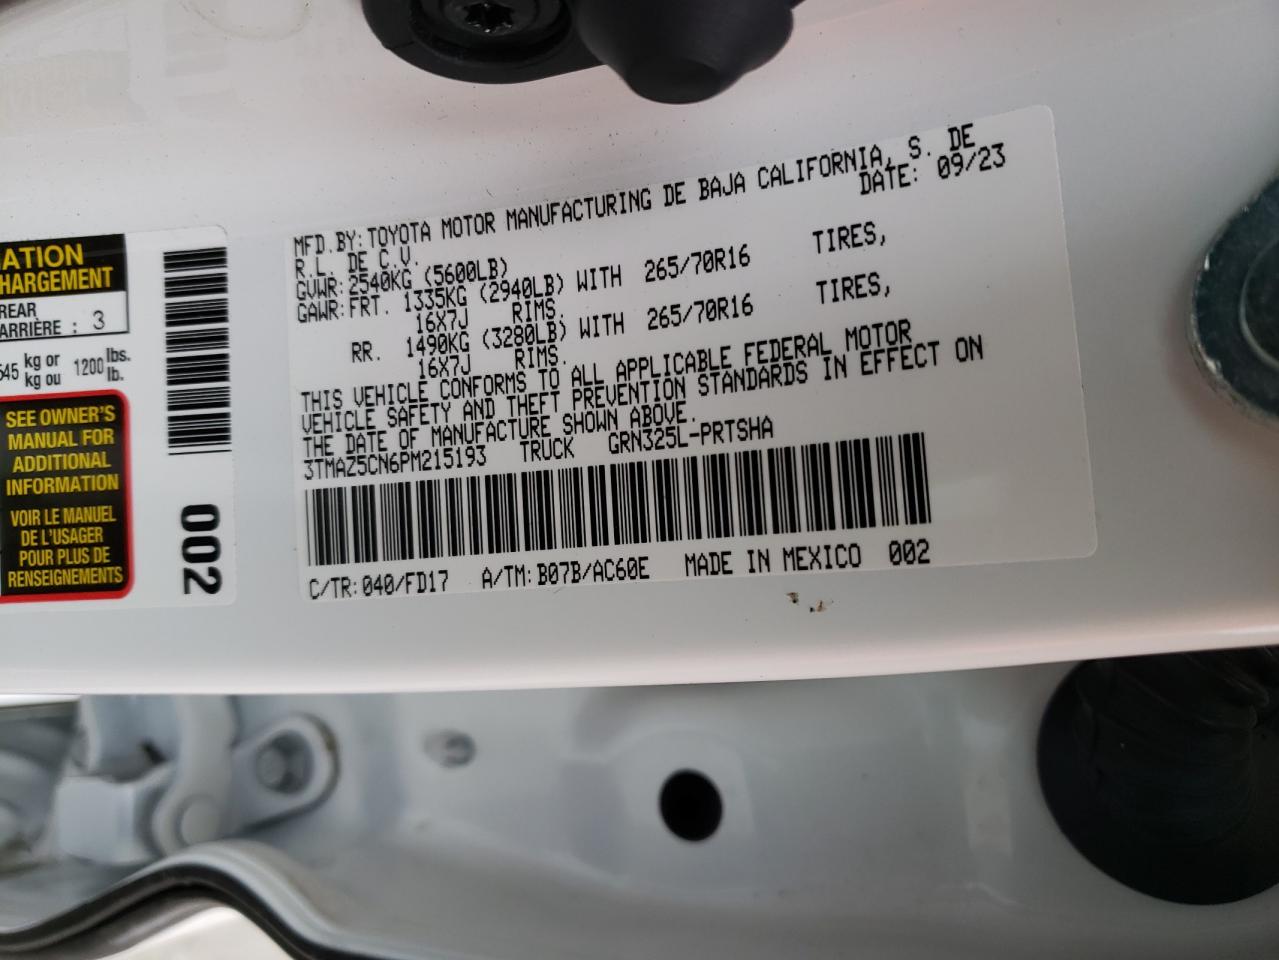 ATION
HARGEMENT
REAR
ARRIÈRE : 3
545 kg or 1200 lbs.
kg ou lb.
SEE OWNER'S
MANUAL FOR
ADDITIONAL
INFORMATION
VOIR LE MANUEL
DE L'USAGER
POUR PLUS DE
RENSEIGNEMENTS
002
MFD.BY:TOYOTA MOTOR MANUFACTURING DE BAJA CALIFORNIA, S. DE
R.L. DE C.V. DATE: 09/23
GVWR:2540KG (5600LB)
GAWR:FRT. 1335KG (2940LB) WITH 265/70R16 TIRES,
16X7J RIMS.
RR. 1490KG (3280LB) WITH 265/70R16 TIRES,
16X7J RIMS.
THIS VEHICLE CONFORMS TO ALL APPLICABLE FEDERAL MOTOR
VEHICLE SAFETY AND THEFT PREVENTION STANDARDS IN EFFECT ON
THE DATE OF MANUFACTURE SHOWN ABOVE.
3TMAZ5CN6PM215193 TRUCK GRN325L-PRTSHA
C/TR:040/FD17 A/TM:B07B/AC60E MADE IN MEXICO 002